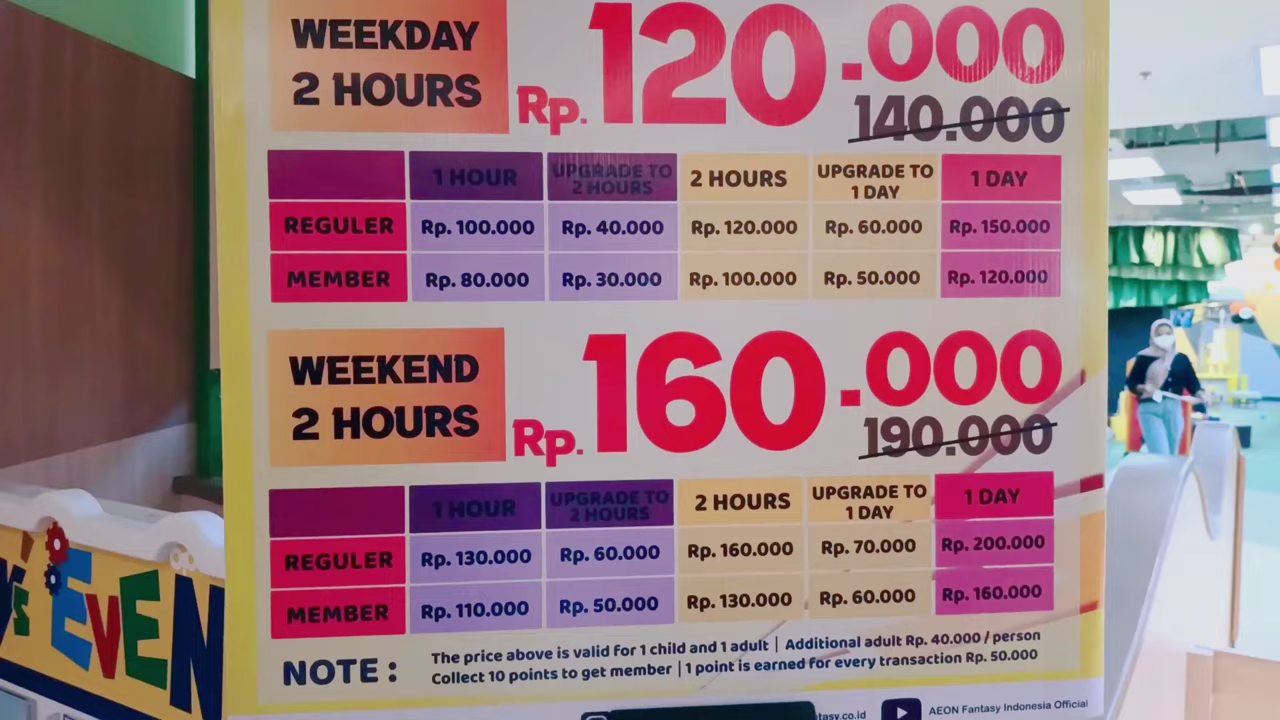 WEEKDAY
2 HOURS
Rp. 120.000
140.000
1 HOUR UPGRADE TO 2 HOURS 2 HOURS UPGRADE TO 1 DAY 1 DAY
REGULER Rp. 100.000 Rp. 40.000 Rp. 120.000 Rp. 60.000 Rp. 150.000
MEMBER Rp. 80.000 Rp. 30.000 Rp. 100.000 Rp. 50.000 Rp. 120.000
WEEKEND
2 HOURS
Rp. 160.000
190.000
1 HOUR UPGRADE TO 2 HOURS 2 HOURS UPGRADE TO 1 DAY 1 DAY
REGULER Rp. 130.000 Rp. 60.000 Rp. 160.000 Rp. 70.000 Rp. 200.000
MEMBER Rp. 110.000 Rp. 50.000 Rp. 130.000 Rp. 60.000 Rp. 160.000
NOTE : The price above is valid for 1 child and 1 adult | Additional adult Rp. 40.000 / person
Collect 10 points to get member | 1 point is earned for every transaction Rp. 50.000
tasy.co.id AEON Fantasy Indonesia Official
's EVEN